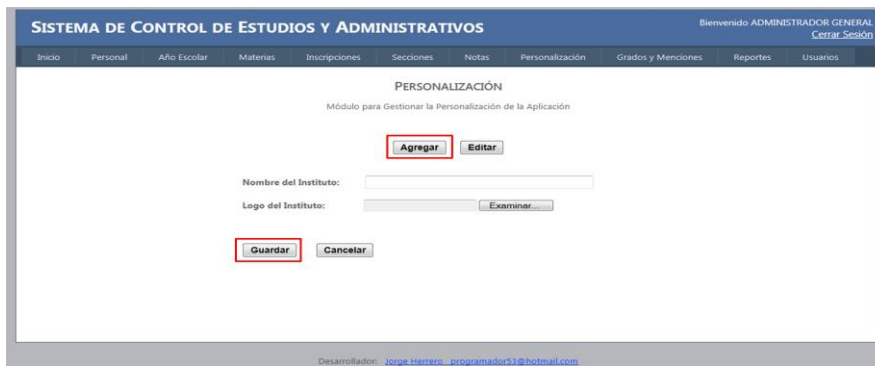 SISTEMA DE CONTROL DE ESTUDIOS Y ADMINISTRATIVOS
Bienvenido ADMINISTRADOR GENERAL
Cerrar Sesión
Inicio Personal Año Escolar Materias Inscripciones Secciones Notas Personalización Grados y Menciones Reportes Usuarios
PERSONALIZACIÓN
Módulo para Gestionar la Personalización de la Aplicación
Agregar Editar
Nombre del Instituto:
Logo del Instituto: Examinar...
Guardar Cancelar
Desarrollador: Jorge Herrero programador53@hotmail.com